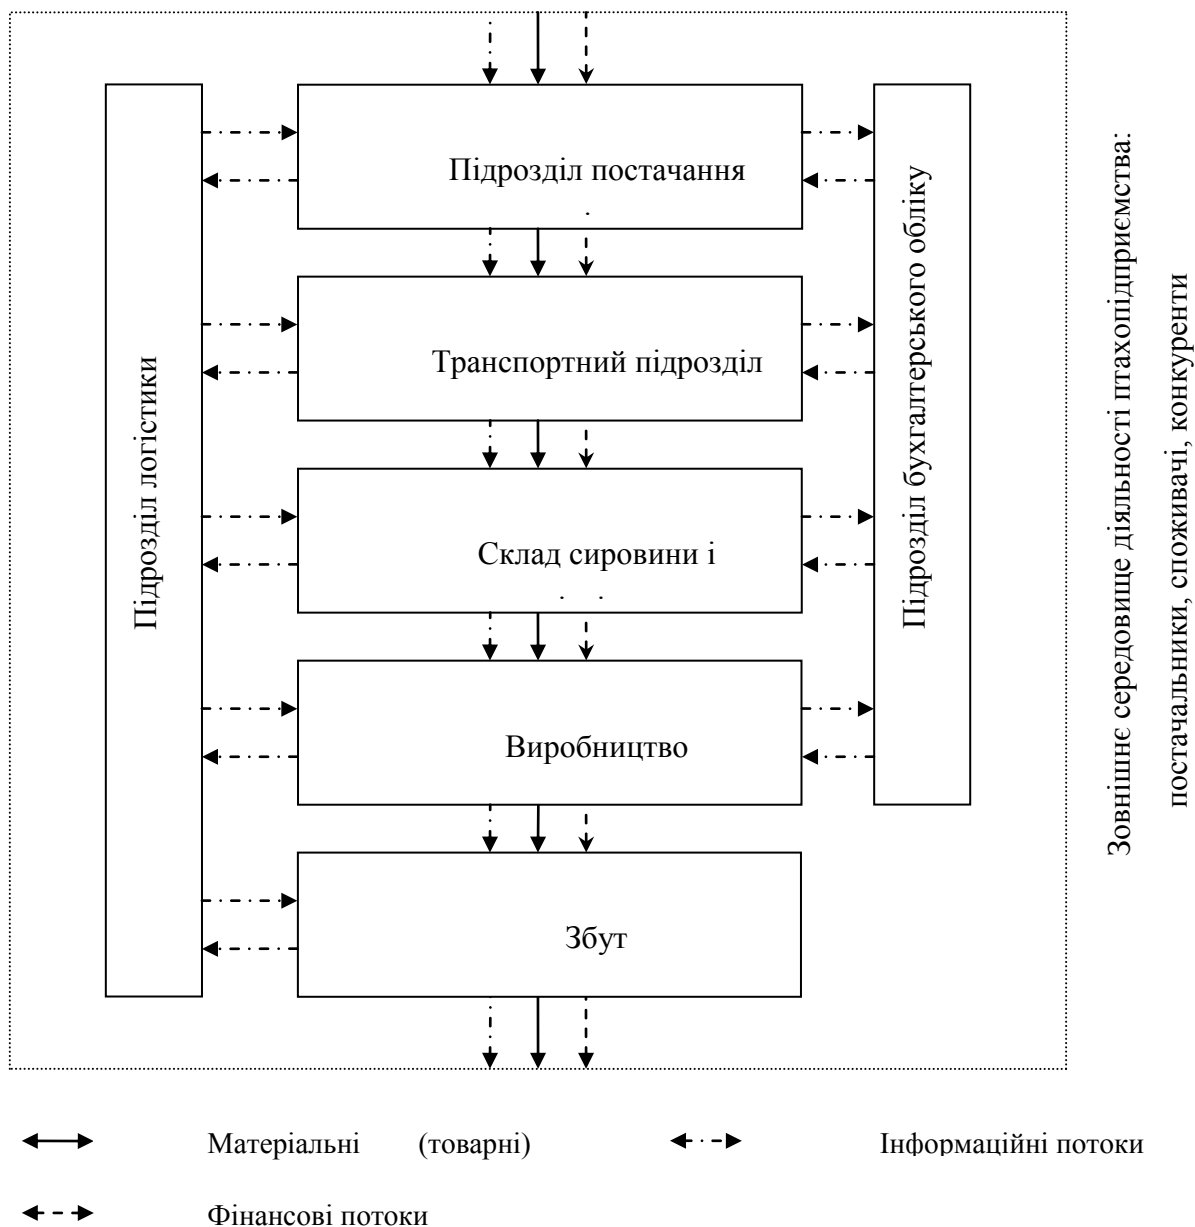 Підрозділ постачання
Транспортний підрозділ
Склад сировини і
Виробництво
Збут
Підрозділ логістики
Підрозділ бухгалтерського обліку
Зовнішнє середовище діяльності птахопідприємства:
постачальники, споживачі, конкуренти
Матеріальні (товарні)
Інформаційні потоки
Фінансові потоки